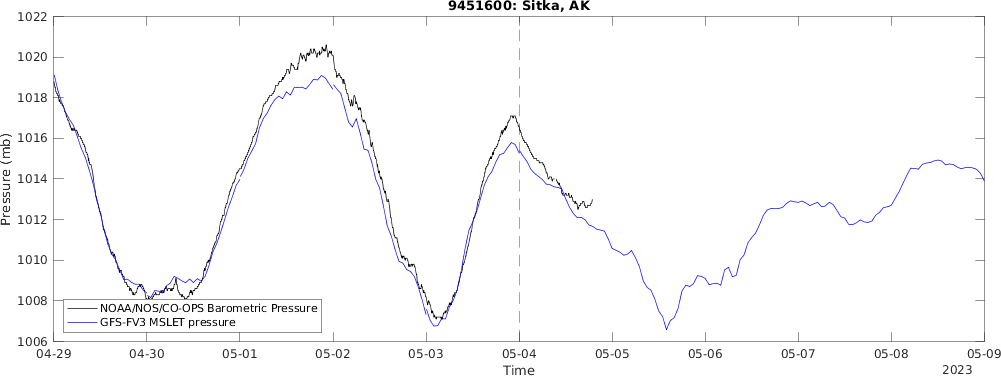 9451600: Sitka, AK
Pressure (mb)
1022
1020
1018
1016
1014
1012
1010
1008
1006
NOAA/NOS/CO-OPS Barometric Pressure
GFS-FV3 MSLET pressure
04-29 04-30 05-01 05-02 05-03 05-04 05-05 05-06 05-07 05-08 05-09
Time
2023